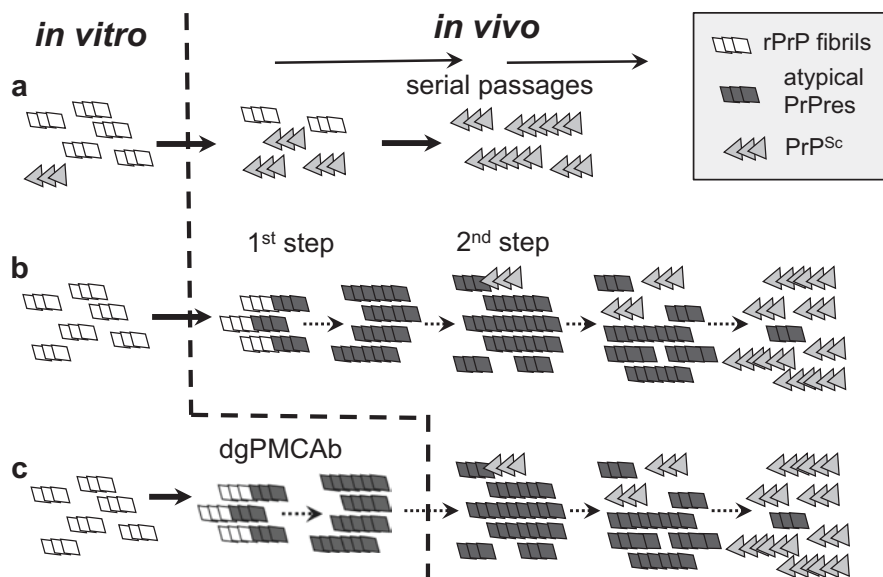 in vitro
in vivo
rPrP fibrils
atypical
PrPres
PrPSc
serial passages
a
1st step
2nd step
b
dgPMCAb
c